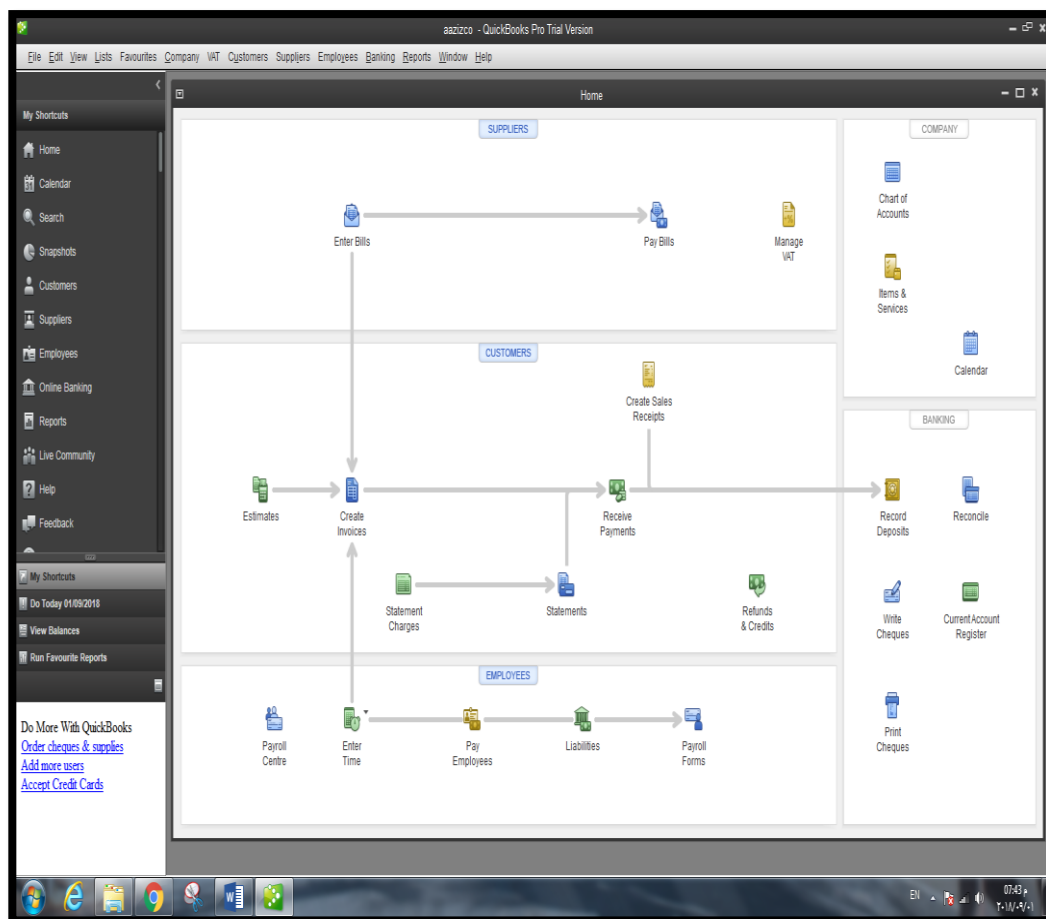 aazizco - QuickBooks Pro Trial Version
File Edit View Lists Favourites Company VAT Customers Suppliers Employees Banking Reports Window Help
My Shortcuts
Home
Calendar
Search
Snapshots
Customers
Suppliers
Employees
Online Banking
Reports
Live Community
Help
Feedback
My Shortcuts
Do Today 01/09/2018
View Balances
Run Favourite Reports
Do More With QuickBooks
Order cheques & supplies
Add more users
Accept Credit Cards
Home
SUPPLIERS
Enter Bills
Pay Bills
Manage
VAT
CUSTOMERS
Create Sales
Receipts
Estimates
Create
Invoices
Receive
Payments
Statement
Charges
Statements
Refunds
& Credits
EMPLOYEES
Payroll
Centre
Enter
Time
Pay
Employees
Liabilities
Payroll
Forms
COMPANY
Chart of
Accounts
Items &
Services
Calendar
BANKING
Record
Deposits
Reconcile
Write
Cheques
Current Account
Register
Print
Cheques
EN
07:43 م
٢٠١٨/٠٩/٠١